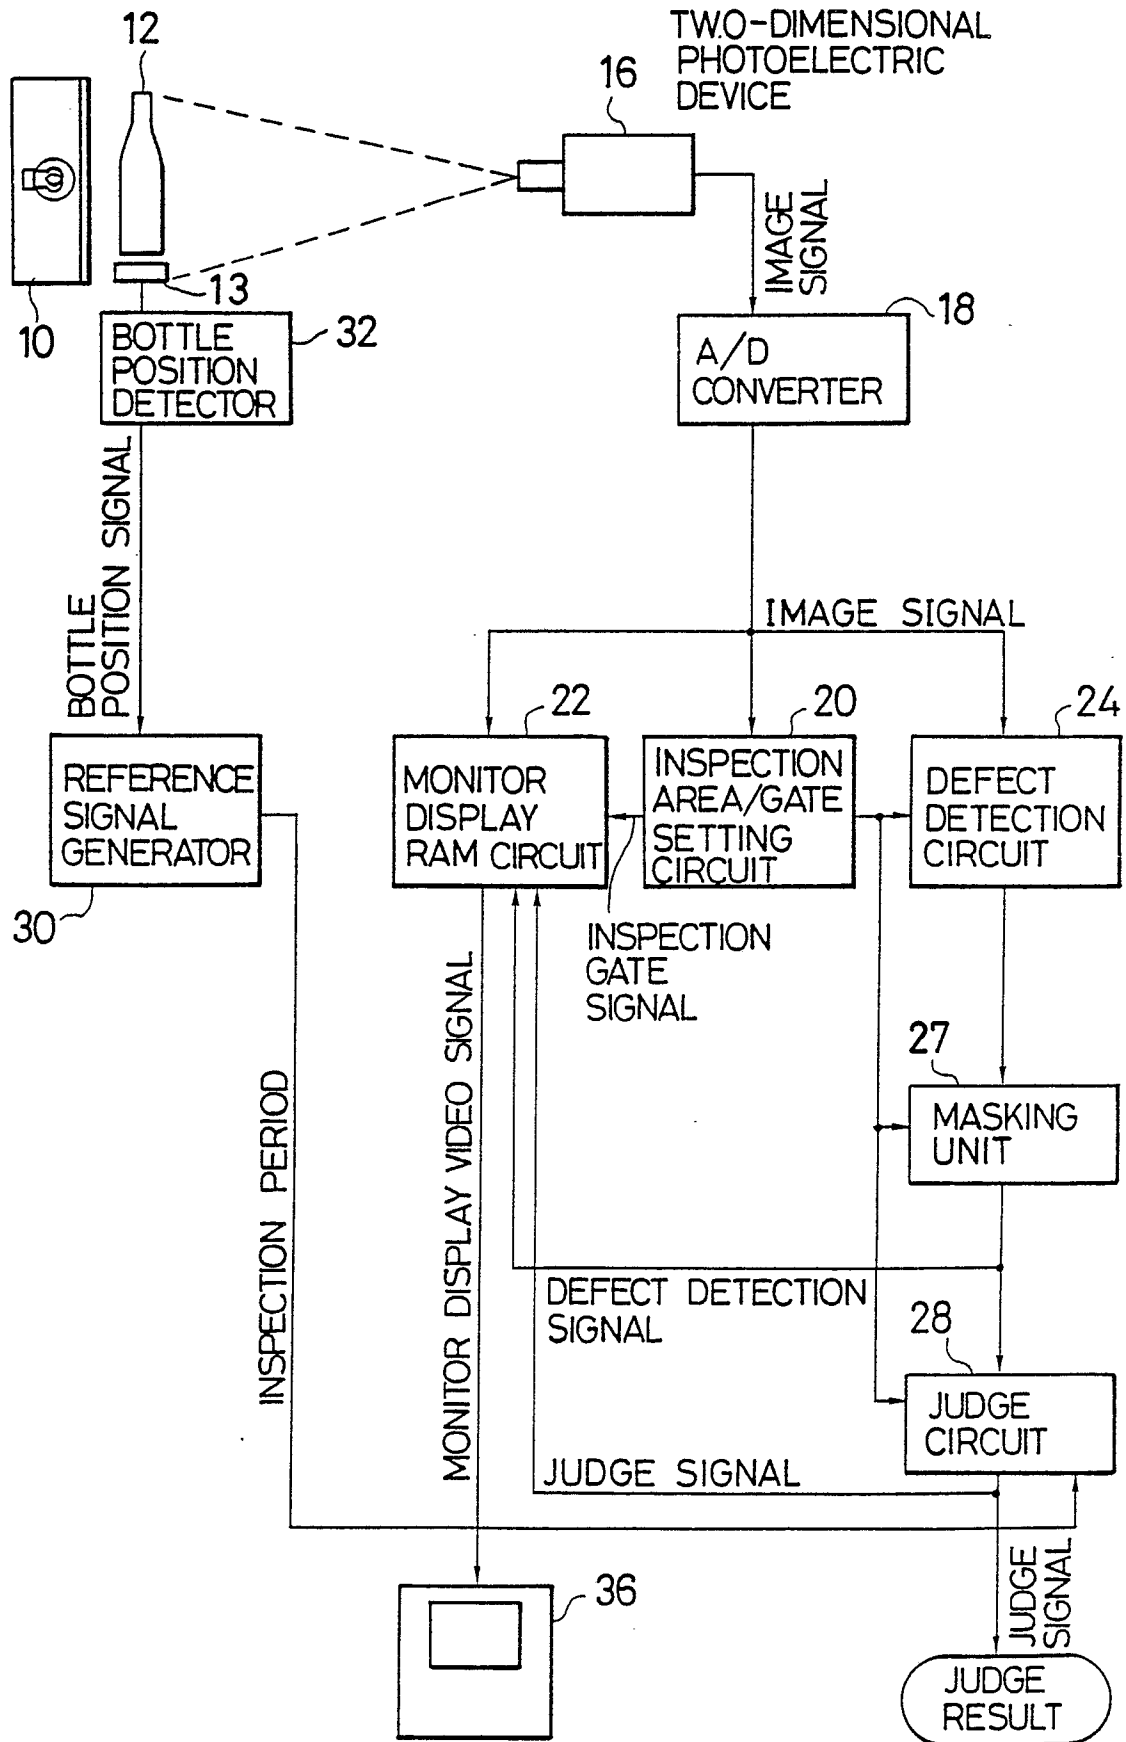 12
TWO-DIMENSIONAL
PHOTOELECTRIC
DEVICE
16
IMAGE
SIGNAL
13
10
32
BOTTLE
POSITION
DETECTOR
18
A/D
CONVERTER
BOTTLE
POSITION SIGNAL
IMAGE SIGNAL
22
20
24
REFERENCE
SIGNAL
GENERATOR
30
MONITOR
DISPLAY
RAM CIRCUIT
INSPECTION
AREA/GATE
SETTING
CIRCUIT
DEFECT
DETECTION
CIRCUIT
INSPECTION
GATE
SIGNAL
27
MASKING
UNIT
INSPECTION PERIOD
MONITOR DISPLAY VIDEO SIGNAL
DEFECT DETECTION
SIGNAL
28
JUDGE
CIRCUIT
JUDGE SIGNAL
36
JUDGE
SIGNAL
JUDGE
RESULT